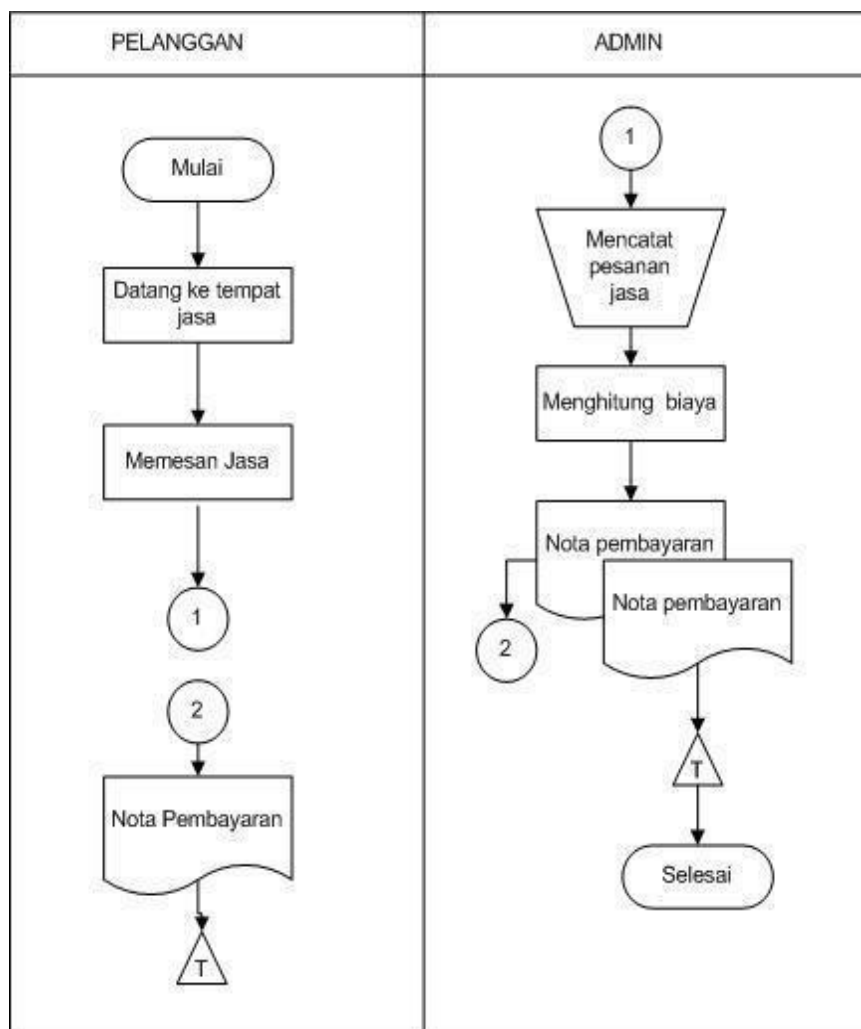 PELANGGAN
ADMIN
Mulai
Datang ke tempat
jasa
Memesan Jasa
1
2
Nota Pembayaran
T
1
Mencatat
pesanan
jasa
Menghitung biaya
Nota pembayaran
Nota pembayaran
2
T
Selesai